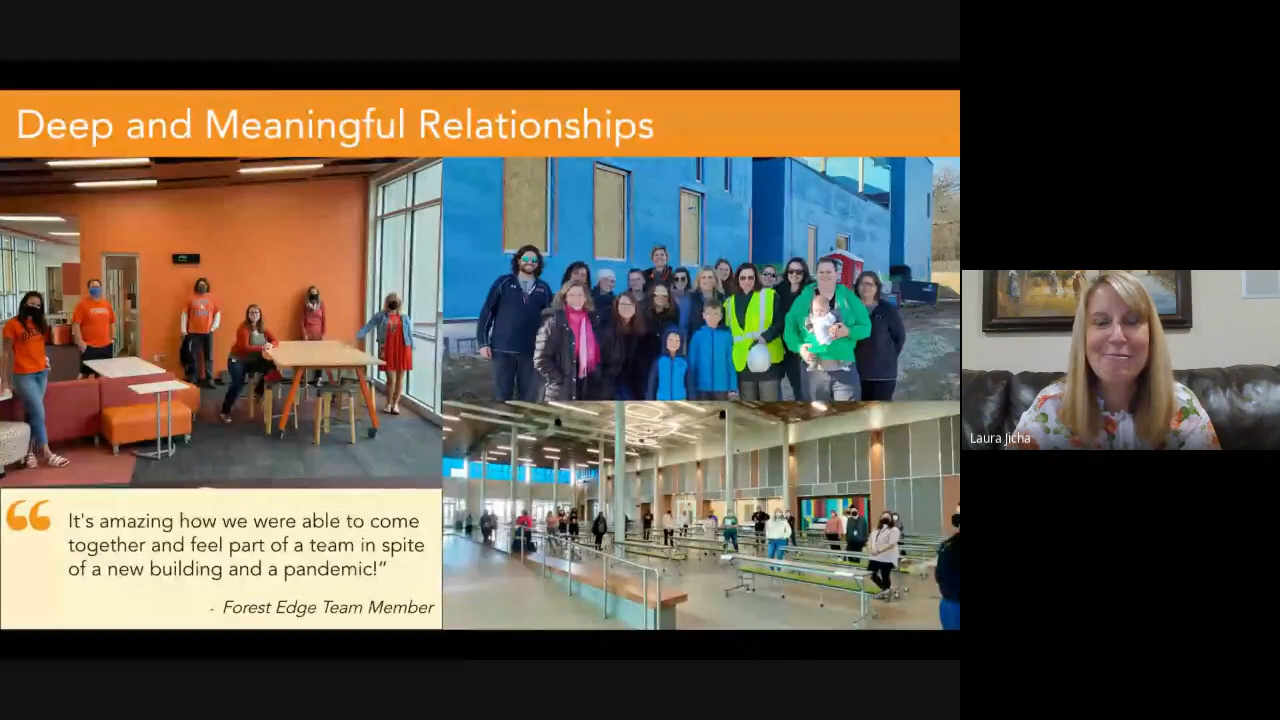 Deep and Meaningful Relationships
“
It's amazing how we were able to come
together and feel part of a team in spite
of a new building and a pandemic!”
- Forest Edge Team Member
Laura Jicha